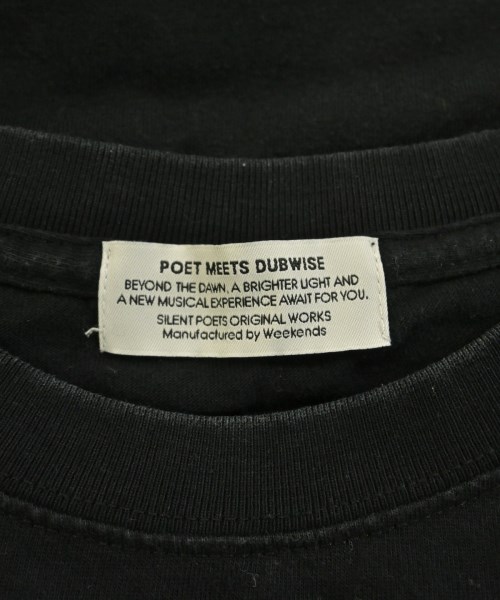 POET MEETS DUBWISE
BEYOND THE DAWN, A BRIGHTER LIGHT AND
A NEW MUSICAL EXPERIENCE AWAIT FOR YOU.
SILENT POETS ORIGINAL WORKS
Manufactured by Weekends